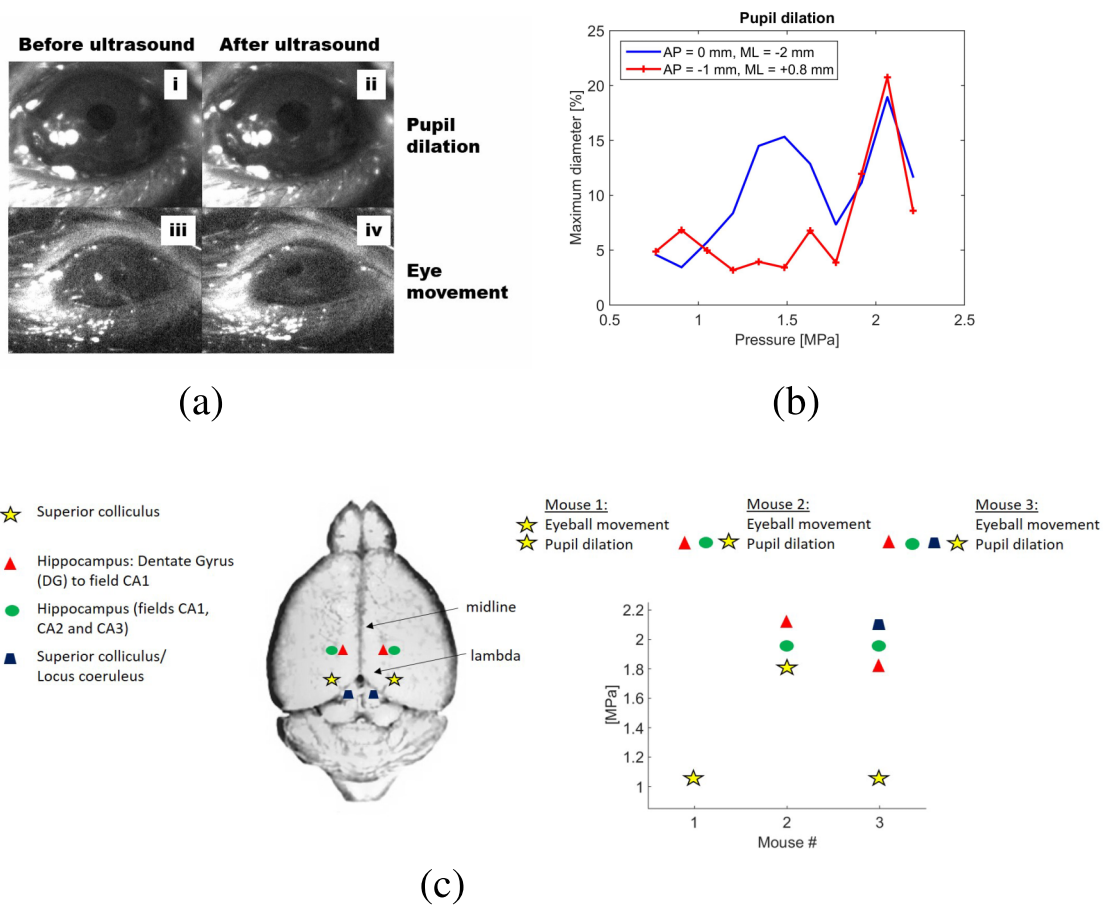 Before ultrasound After ultrasound
i
ii
Pupil
dilation
iii
iv
Eye
movement
(a)
Pupil dilation
AP = 0 mm, ML = -2 mm
AP = -1 mm, ML = +0.8 mm
Maximum diameter [%]
25
20
15
10
5
0
0.5 1 1.5 2 2.5
Pressure [MPa]
(b)
Superior colliculus
Hippocampus: Dentate Gyrus
(DG) to field CA1
Hippocampus (fields CA1,
CA2 and CA3)
Superior colliculus/
Locus coeruleus
midline
lambda
Mouse 1:
Eyeball movement
Pupil dilation
Mouse 2:
Eyeball movement
Pupil dilation
Mouse 3:
Eyeball movement
Pupil dilation
[MPa]
2.2
2
1.8
1.6
1.4
1.2
1
1 2 3
Mouse #
(c)